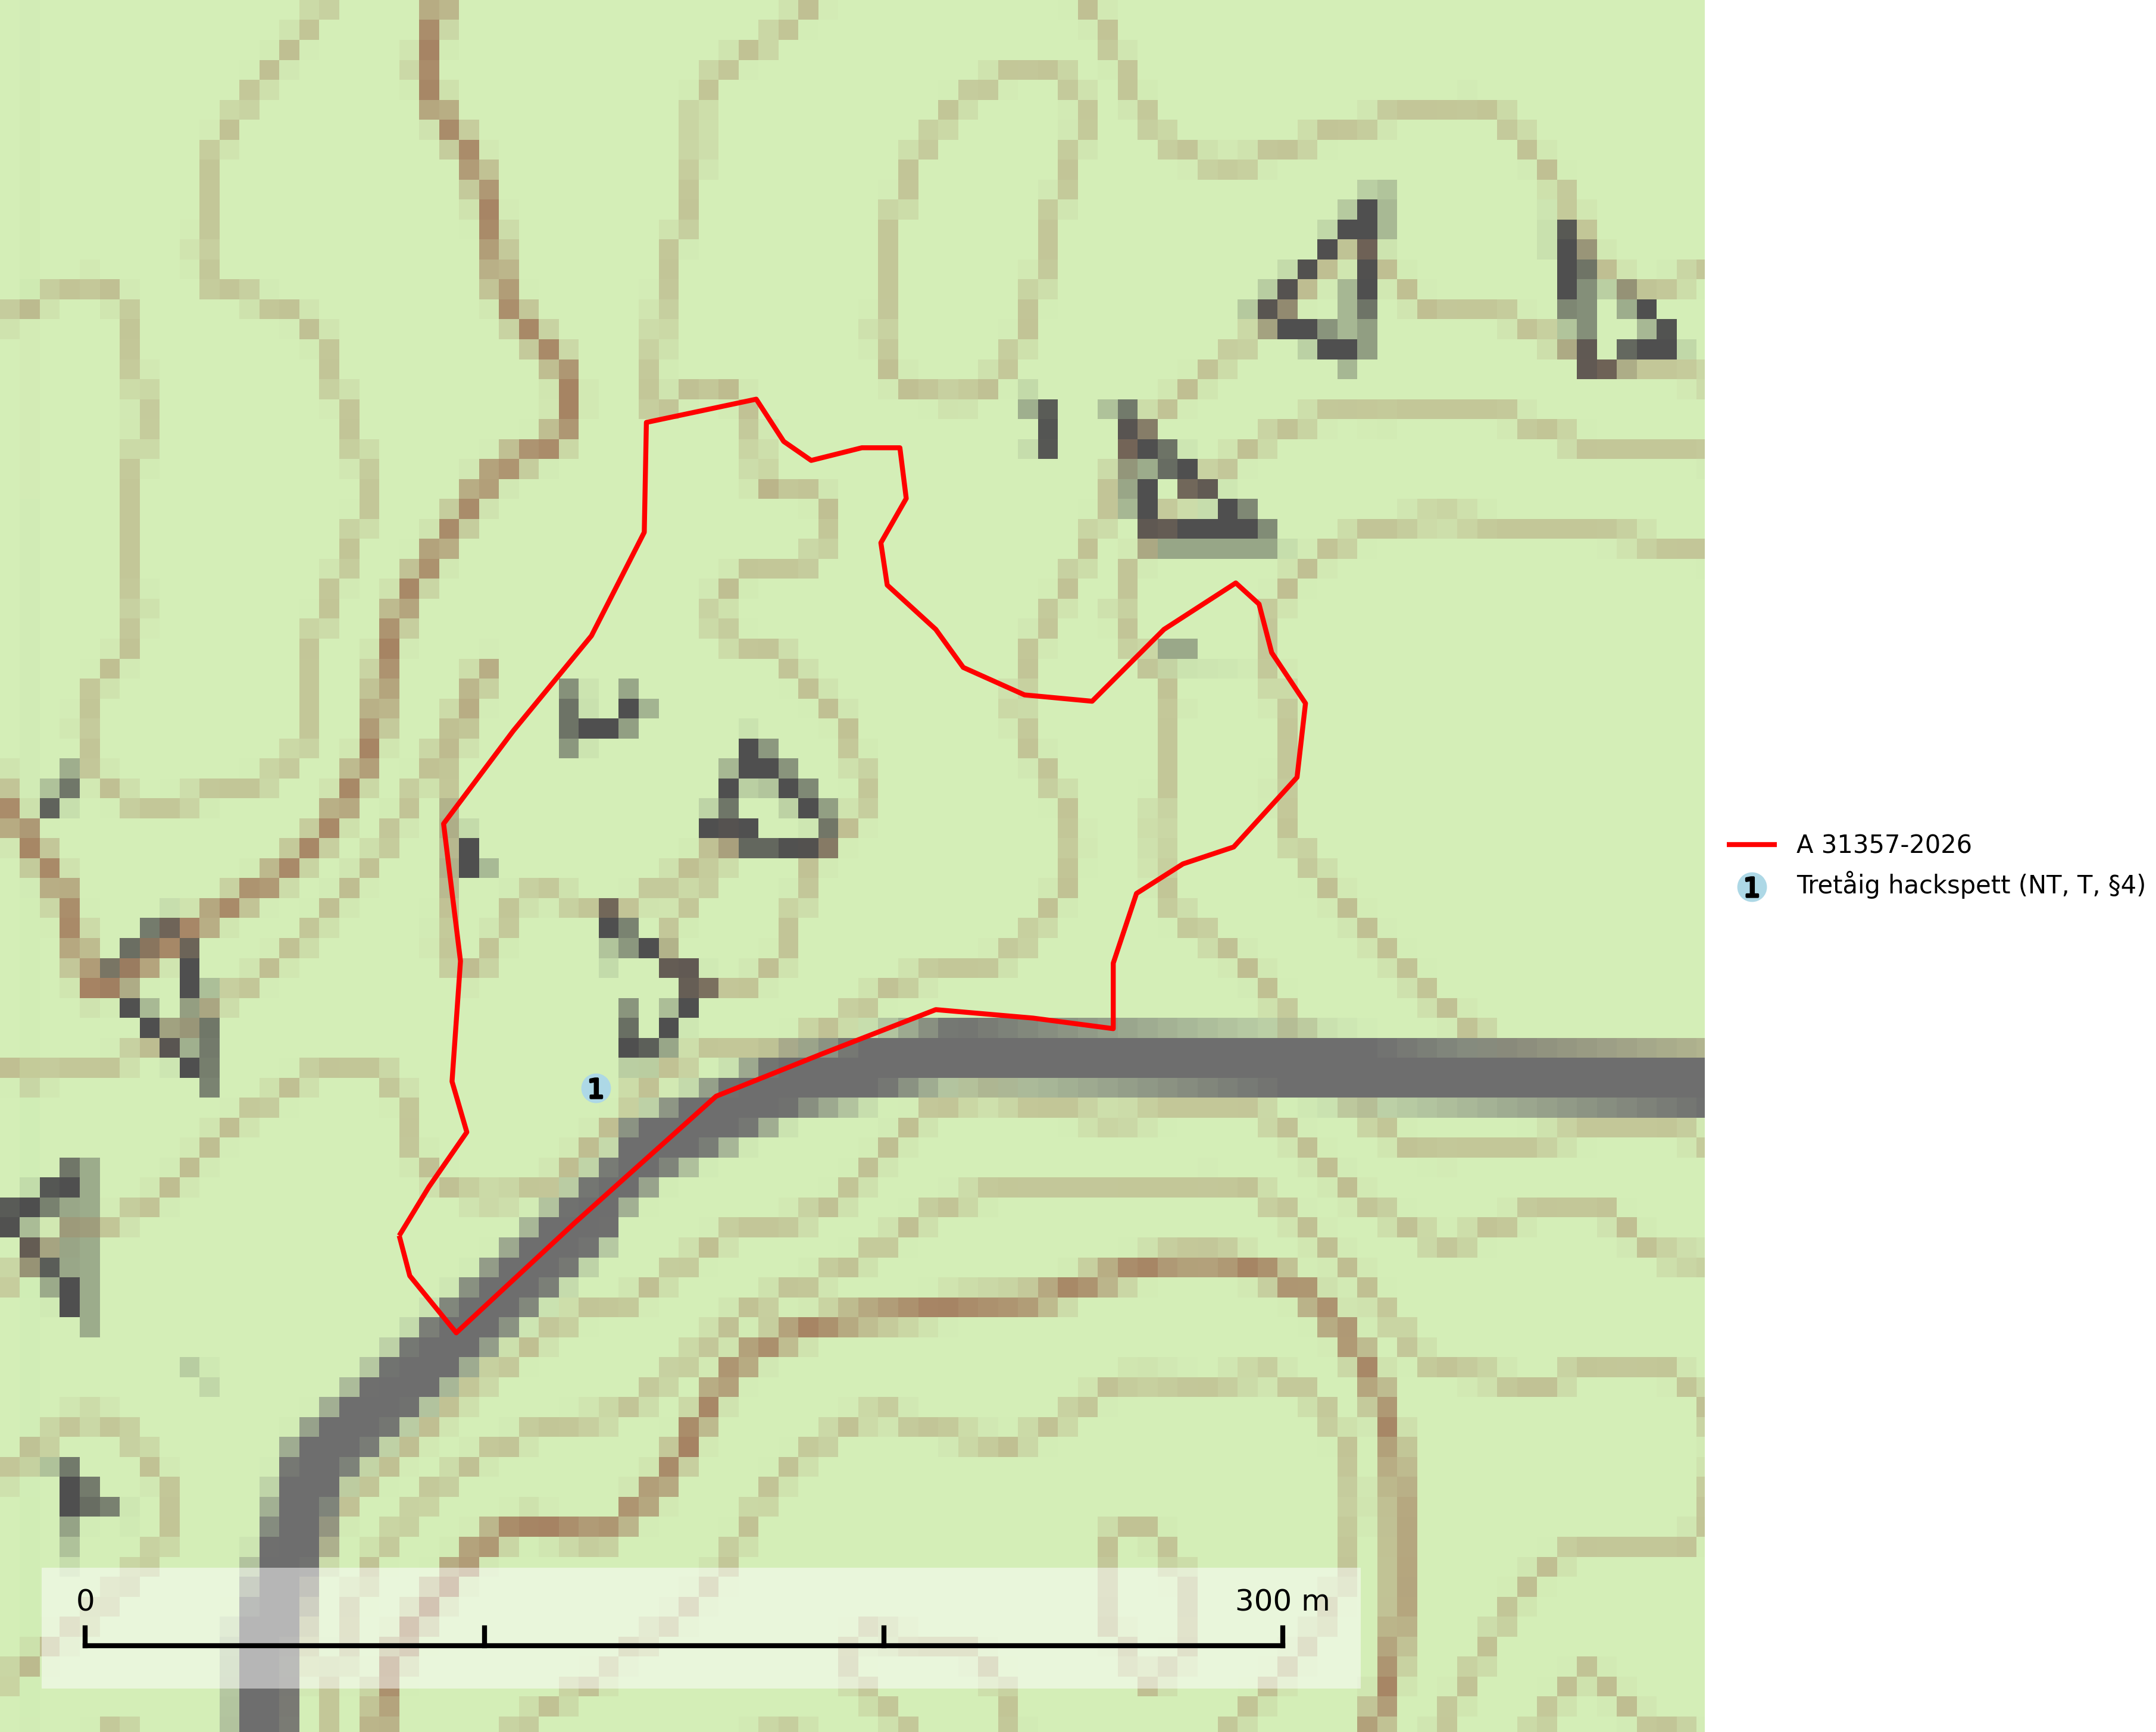 A 31357-2026
1 Tretåig hackspett (NT, T, §4)
1
0 300 m